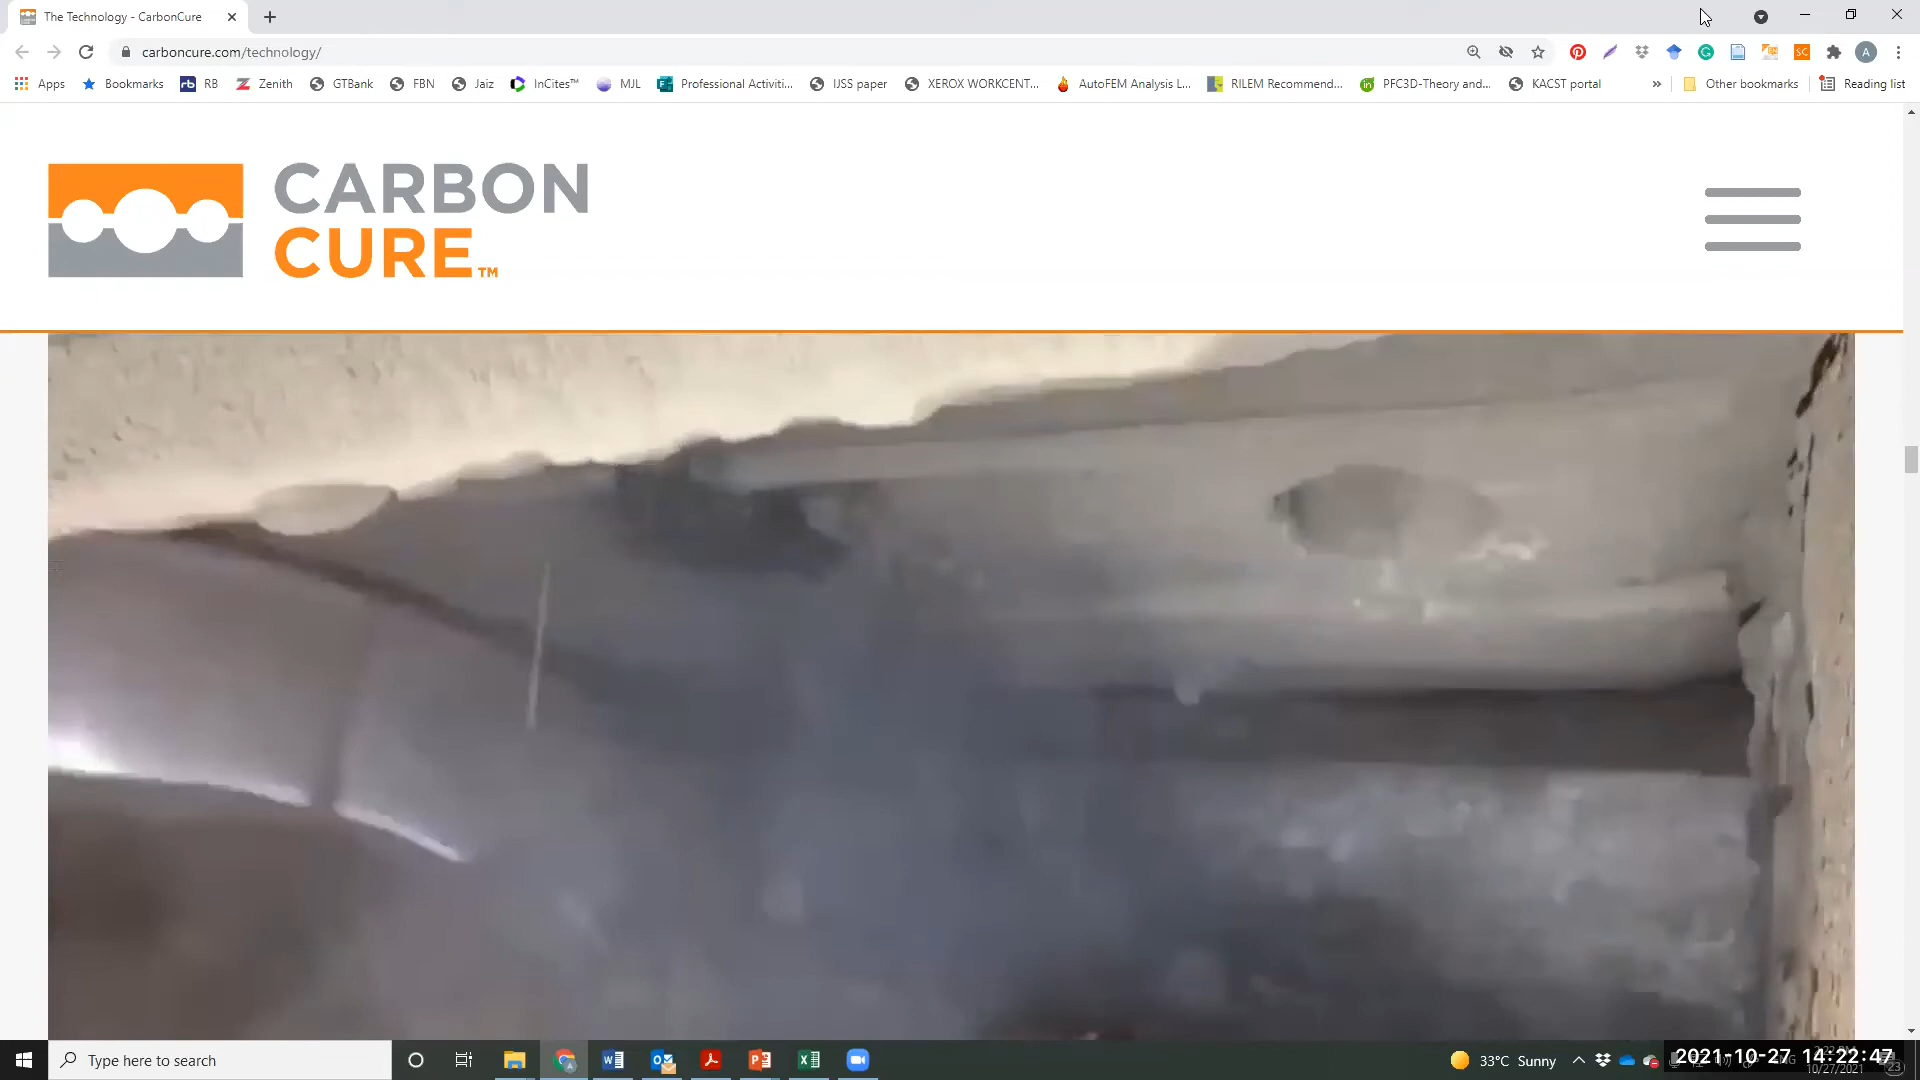 The Technology - CarbonCure
carboncure.com/technology/
Apps Bookmarks RB Zenith GTBank FBN Jaiz InCites™ MJL Professional Activiti... IJSS paper XEROX WORKCENT... AutoFEM Analysis L... RILEM Recommend... PFC3D-Theory and... KACST portal » Other bookmarks Reading list
CARBON
CURE™
Type here to search
33°C Sunny
2021-10-27 14:22:47
10/27/2021